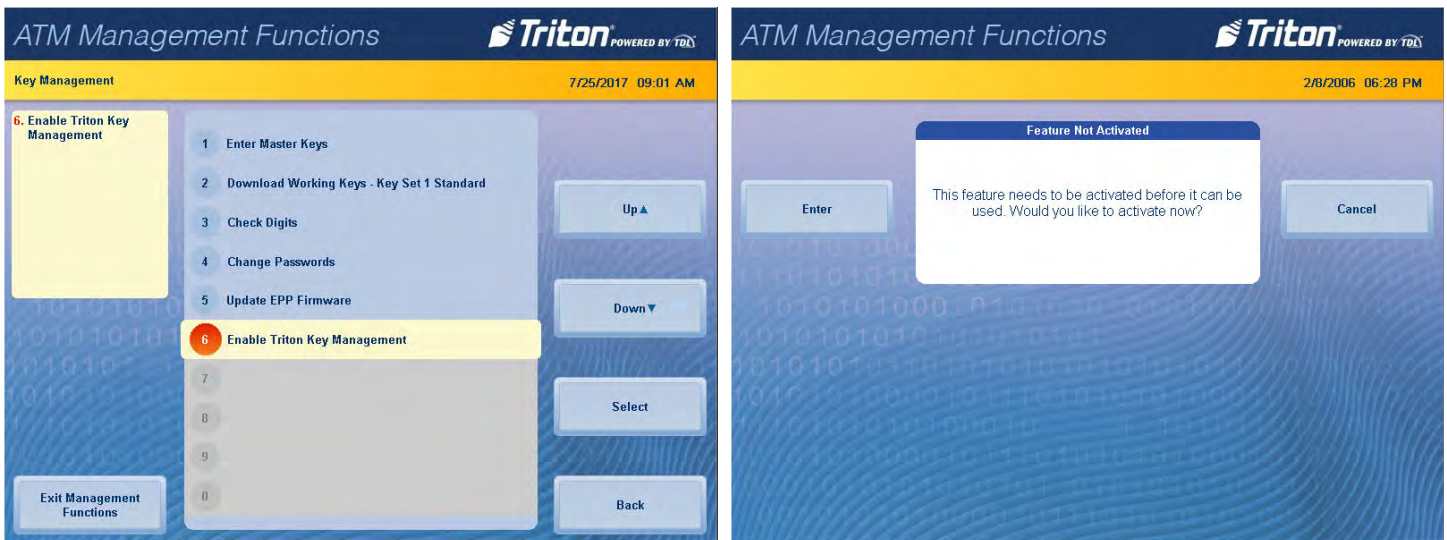 ATM Management Functions
Triton® POWERED BY TDL
Key Management
7/25/2017 09:01 AM
6. Enable Triton Key
Management
1 Enter Master Keys
2 Download Working Keys - Key Set 1 Standard
3 Check Digits
4 Change Passwords
5 Update EPP Firmware
6 Enable Triton Key Management
7
8
9
0
Up▲
Down▼
Select
Back
Exit Management
Functions
ATM Management Functions
Triton® POWERED BY TDL
2/8/2006 06:28 PM
Feature Not Activated
This feature needs to be activated before it can be
used. Would you like to activate now?
Enter
Cancel